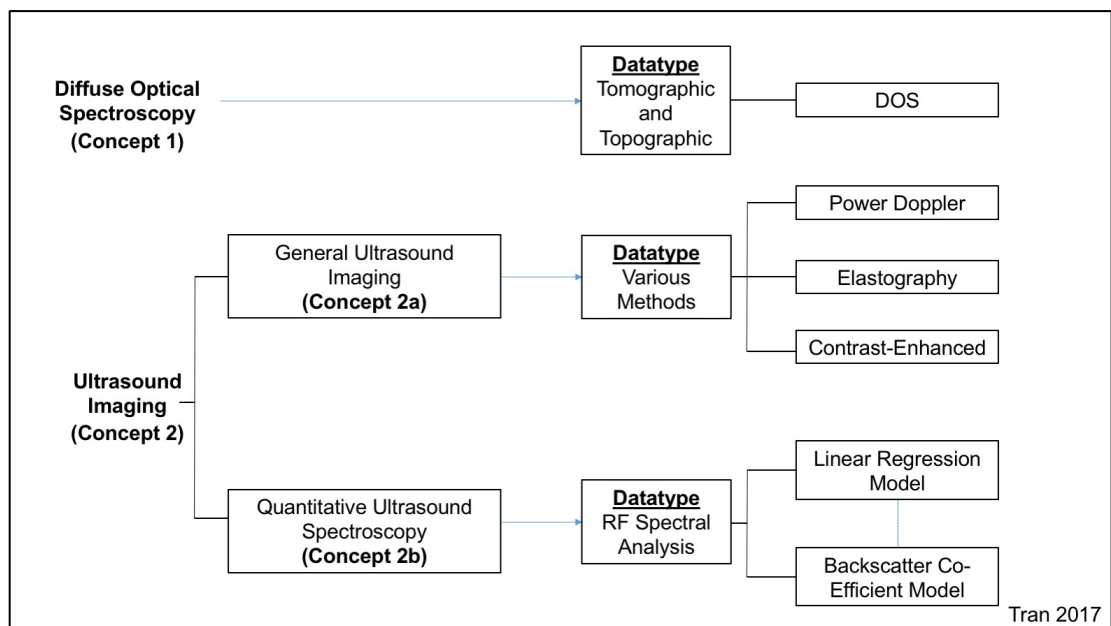 Diffuse Optical
Spectroscopy
(Concept 1)
Datatype
Tomographic
and
Topographic
DOS
Ultrasound
Imaging
(Concept 2)
General Ultrasound
Imaging
(Concept 2a)
Datatype
Various
Methods
Power Doppler
Elastography
Contrast-Enhanced
Quantitative Ultrasound
Spectroscopy
(Concept 2b)
Datatype
RF Spectral
Analysis
Linear Regression
Model
Backscatter Co-
Efficient Model
Tran 2017